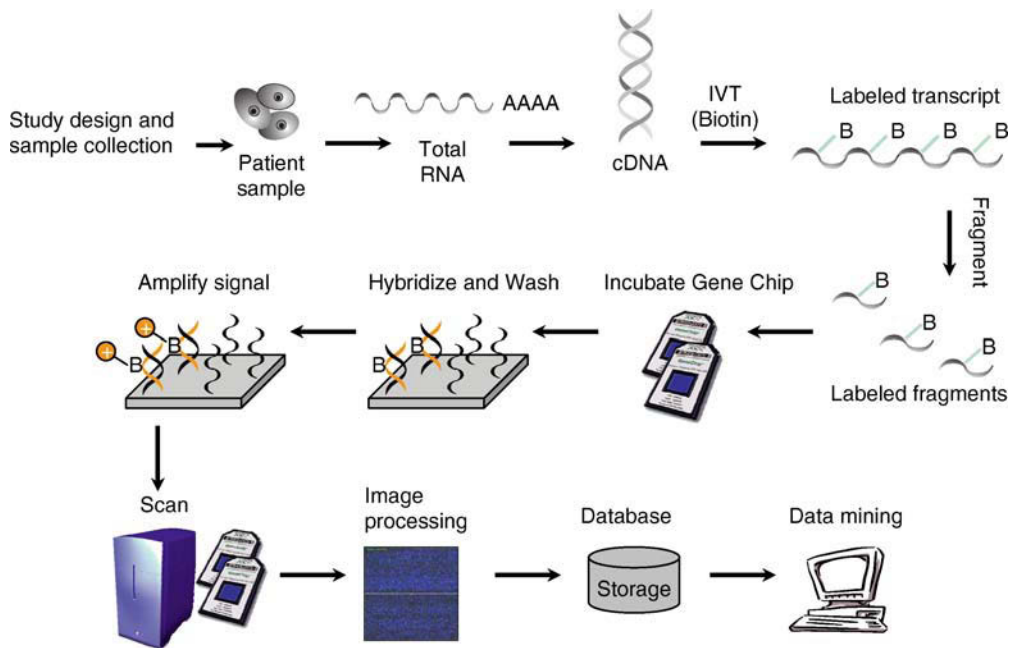 Study design and
sample collection
Patient
sample
AAAA
Total
RNA
cDNA
IVT
(Biotin)
Labeled transcript
B B B B
Fragment
B
B
B
Labeled fragments
Incubate Gene Chip
Hybridize and Wash
B
B
Amplify signal
+
+
B
B
Scan
Image
processing
Database
Storage
Data mining